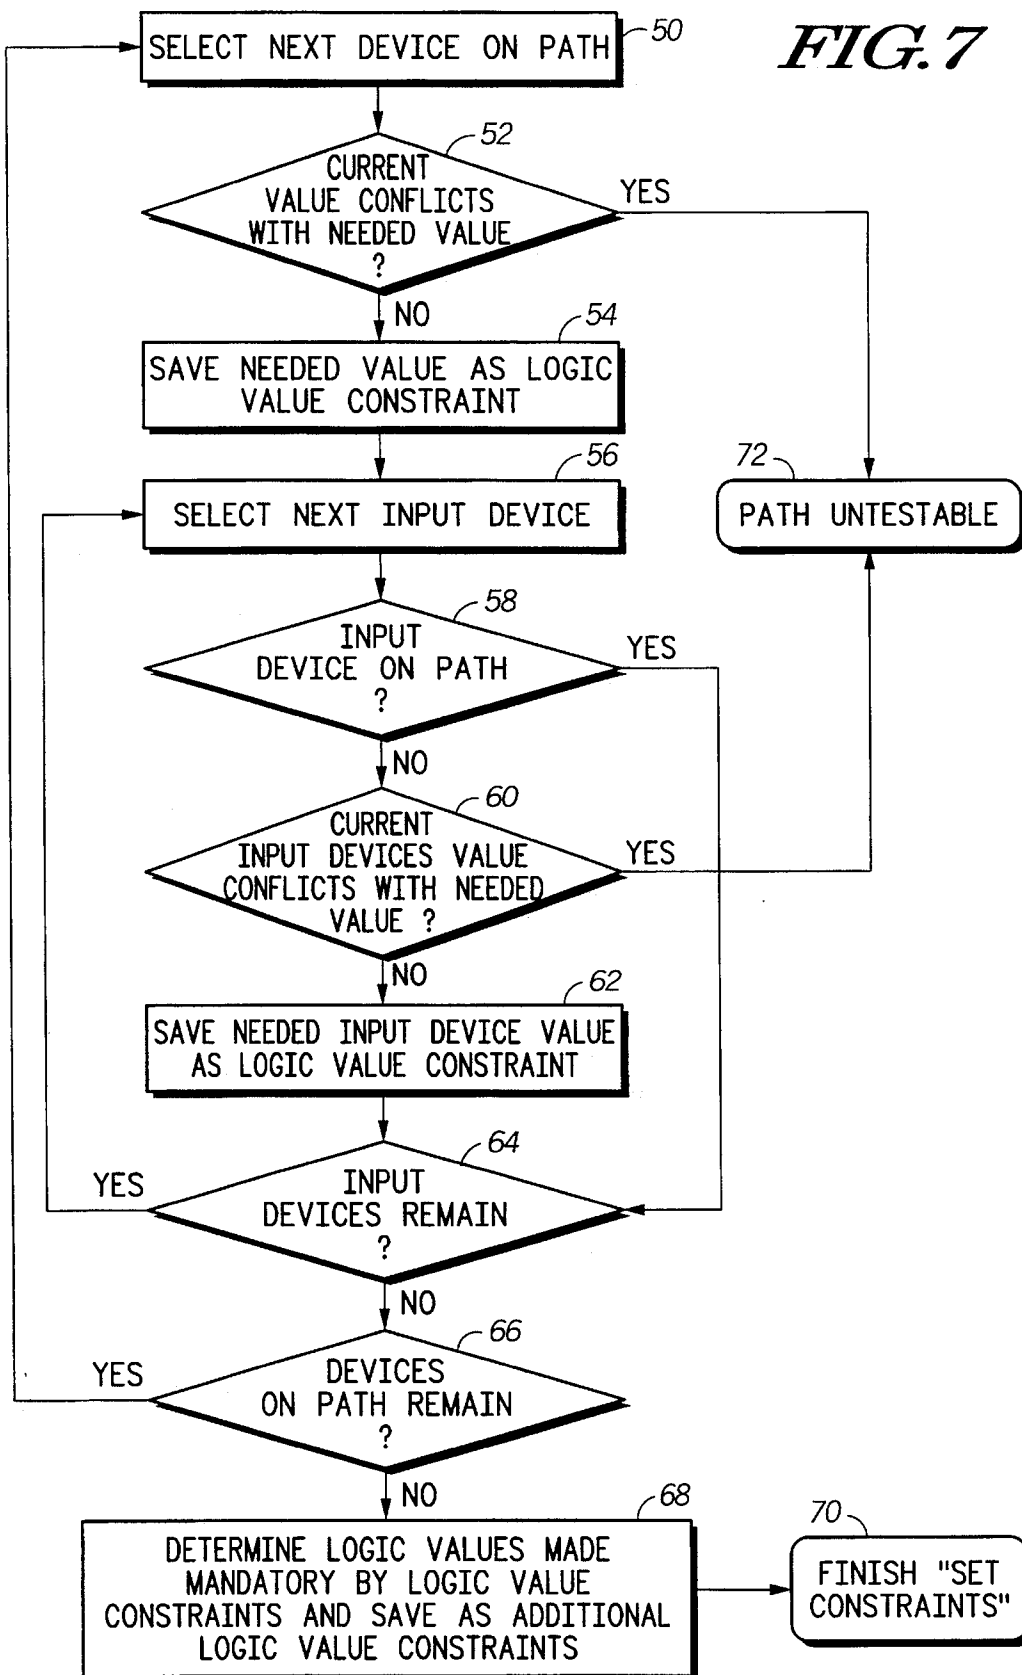 FIG. 7
SELECT NEXT DEVICE ON PATH
50
52
CURRENT
VALUE CONFLICTS
WITH NEEDED VALUE
?
YES
NO
54
SAVE NEEDED VALUE AS LOGIC
VALUE CONSTRAINT
56
SELECT NEXT INPUT DEVICE
72
PATH UNTESTABLE
58
INPUT
DEVICE ON PATH
?
YES
NO
60
CURRENT
INPUT DEVICES VALUE
CONFLICTS WITH NEEDED
VALUE ?
YES
NO
62
SAVE NEEDED INPUT DEVICE VALUE
AS LOGIC VALUE CONSTRAINT
64
YES
INPUT
DEVICES REMAIN
?
NO
66
YES
DEVICES
ON PATH REMAIN
?
NO
68
DETERMINE LOGIC VALUES MADE
MANDATORY BY LOGIC VALUE
CONSTRAINTS AND SAVE AS ADDITIONAL
LOGIC VALUE CONSTRAINTS
70
FINISH "SET
CONSTRAINTS"